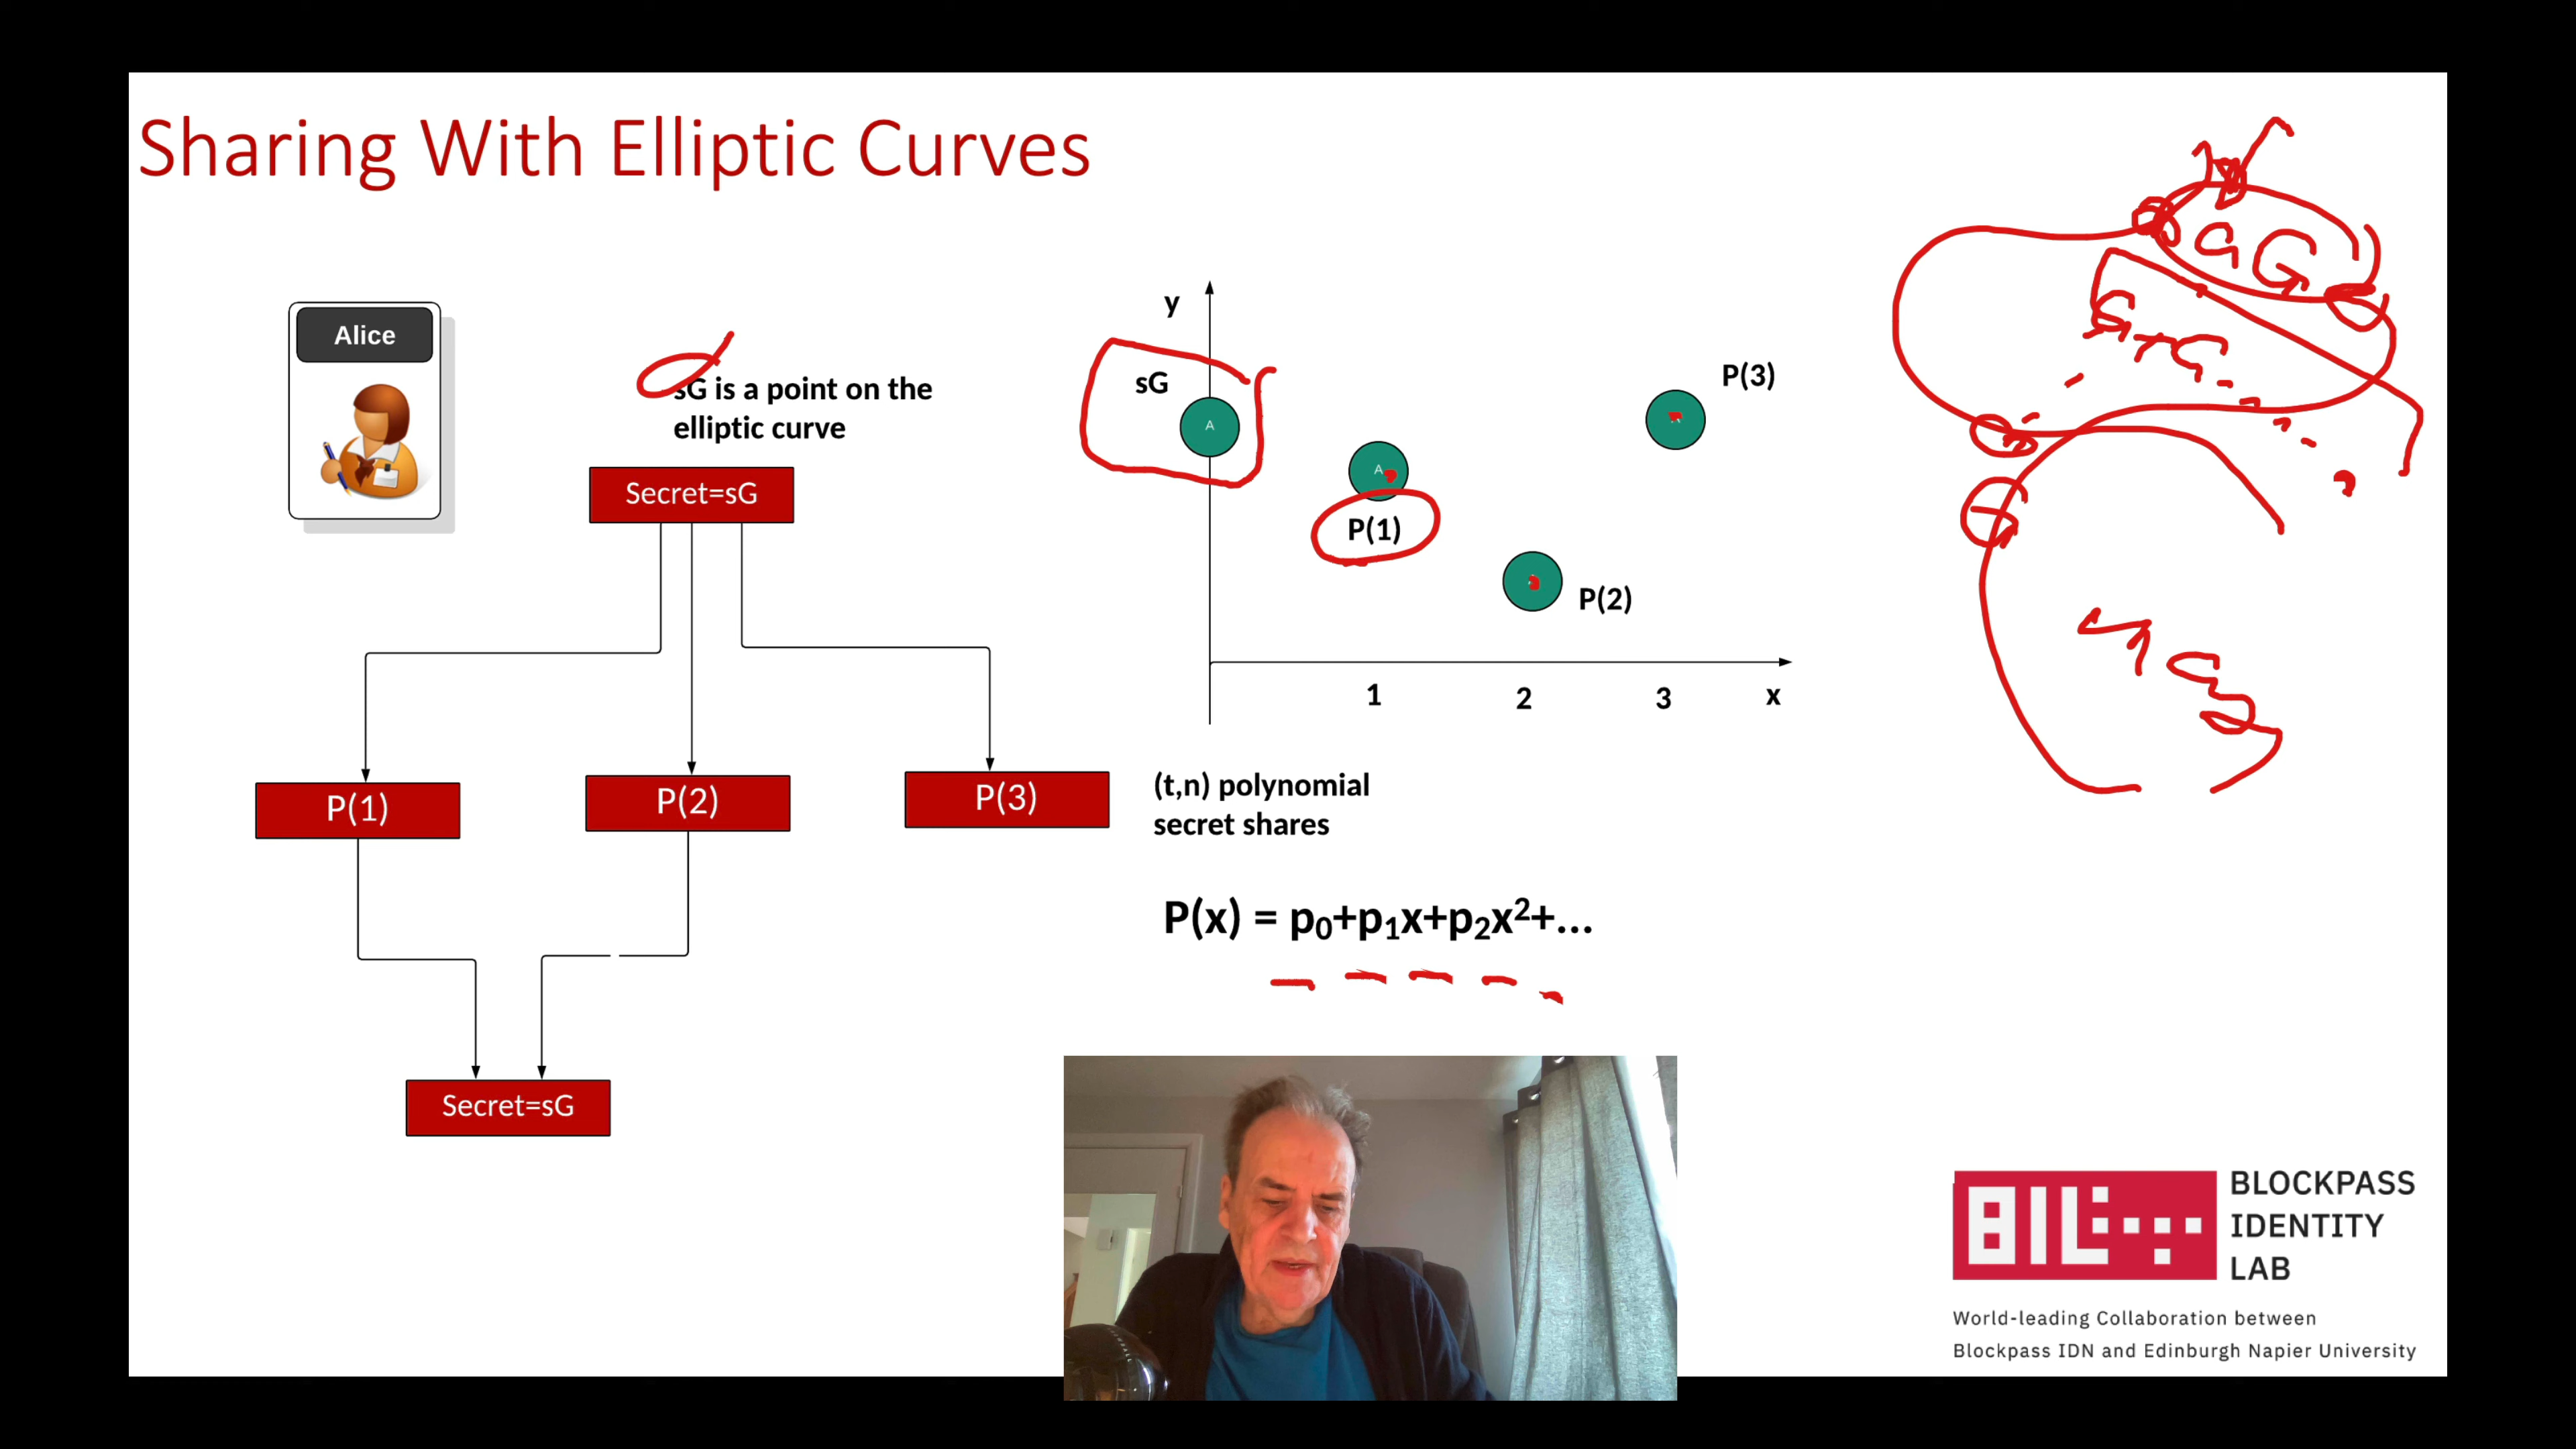 Sharing With Elliptic Curves
Alice
sG is a point on the
elliptic curve
Secret=sG
P(1)
P(2)
P(3)
Secret=sG
y
sG
A
A
P(1)
P(2)
P(3)
1
2
3
x
(t,n) polynomial
secret shares
P(x) = p₀+p₁x+p₂x²+...
aG
BIL
BLOCKPASS
IDENTITY
LAB
World-leading Collaboration between
Blockpass IDN and Edinburgh Napier University